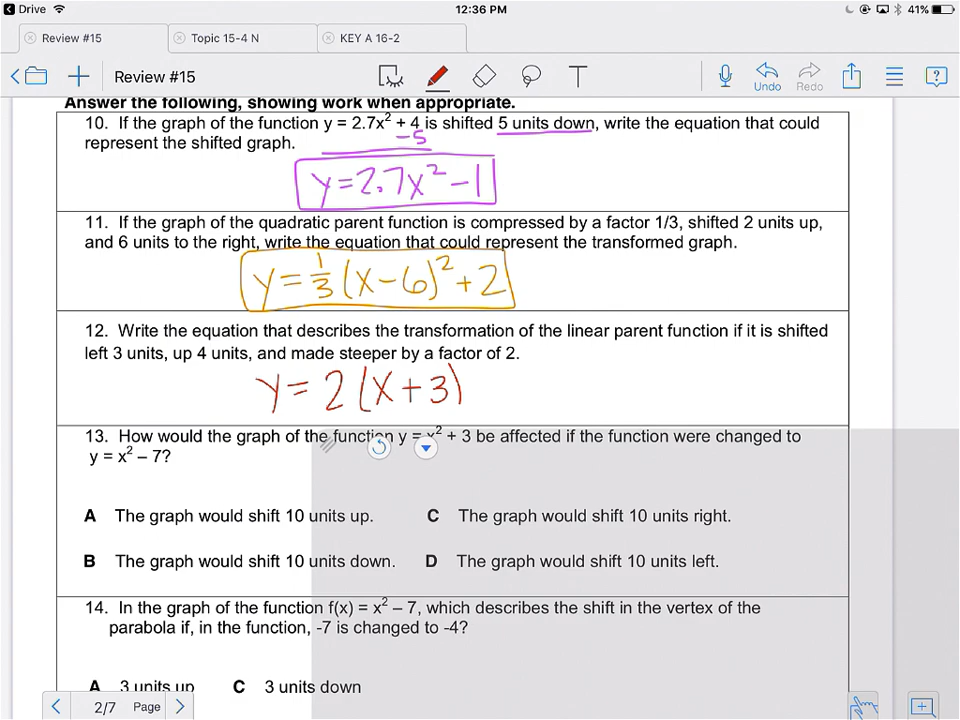 Drive
12:36 PM
41%
Review #15
Topic 15-4 N
KEY A 16-2
Review #15
T
Undo
Redo
?
Answer the following, showing work when appropriate.
10. If the graph of the function y = 2.7x² + 4 is shifted 5 units down, write the equation that could
represent the shifted graph.
-5
y = 2.7x² - 1
11. If the graph of the quadratic parent function is compressed by a factor 1/3, shifted 2 units up,
and 6 units to the right, write the equation that could represent the transformed graph.
y = 1/3 (x - 6)² + 2
12. Write the equation that describes the transformation of the linear parent function if it is shifted
left 3 units, up 4 units, and made steeper by a factor of 2.
y = 2(x + 3)
13. How would the graph of the function y = x² + 3 be affected if the function were changed to
y = x² – 7?
A The graph would shift 10 units up. C The graph would shift 10 units right.
B The graph would shift 10 units down. D The graph would shift 10 units left.
14. In the graph of the function f(x) = x² – 7, which describes the shift in the vertex of the
parabola if, in the function, -7 is changed to -4?
A 3 units up C 3 units down
2/7 Page